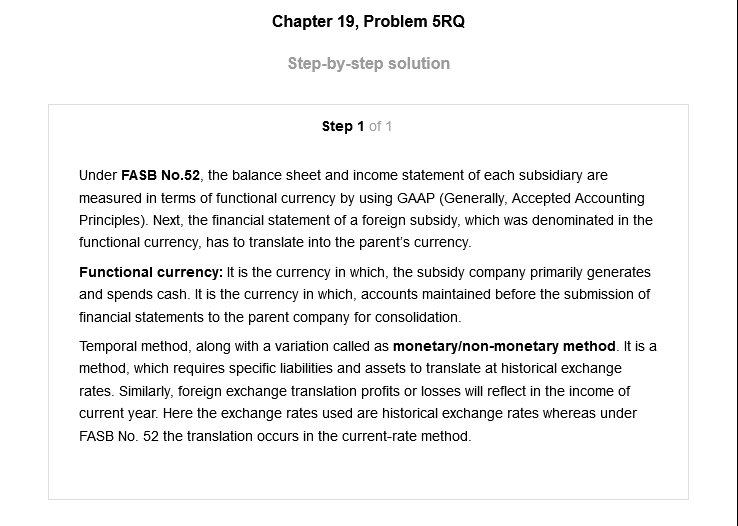 Chapter 19, Problem 5RQ
Step-by-step solution
Step 1 of 1
Under FASB No.52, the balance sheet and income statement of each subsidiary are
measured in terms of functional currency by using GAAP (Generally, Accepted Accounting
Principles). Next, the financial statement of a foreign subsidy, which was denominated in the
functional currency, has to translate into the parent's currency.
Functional currency: It is the currency in which, the subsidy company primarily generates
and spends cash. It is the currency in which, accounts maintained before the submission of
financial statements to the parent company for consolidation.
Temporal method, along with a variation called as monetary/non-monetary method. It is a
method, which requires specific liabilities and assets to translate at historical exchange
rates. Similarly, foreign exchange translation profits or losses will reflect in the income of
current year. Here the exchange rates used are historical exchange rates whereas under
FASB No. 52 the translation occurs in the current-rate method.